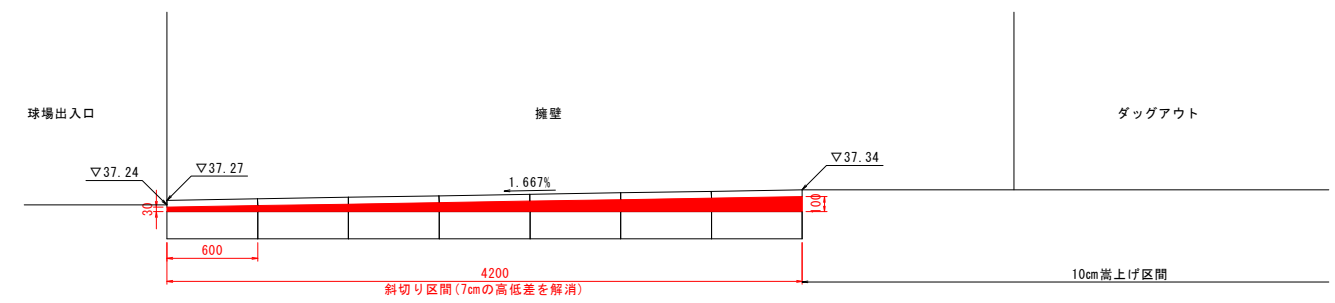 球場出入口
擁壁
ダッグアウト
▽37.24
▽37.27
▽37.34
1.667%
30
100
600
4200
斜切り区間(7cmの高低差を解消)
10cm嵩上げ区間